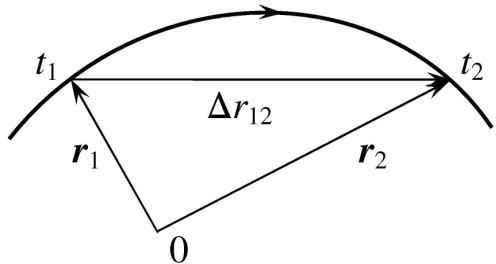 t₁
t₂
Δr₁₂
r₁
r₂
0